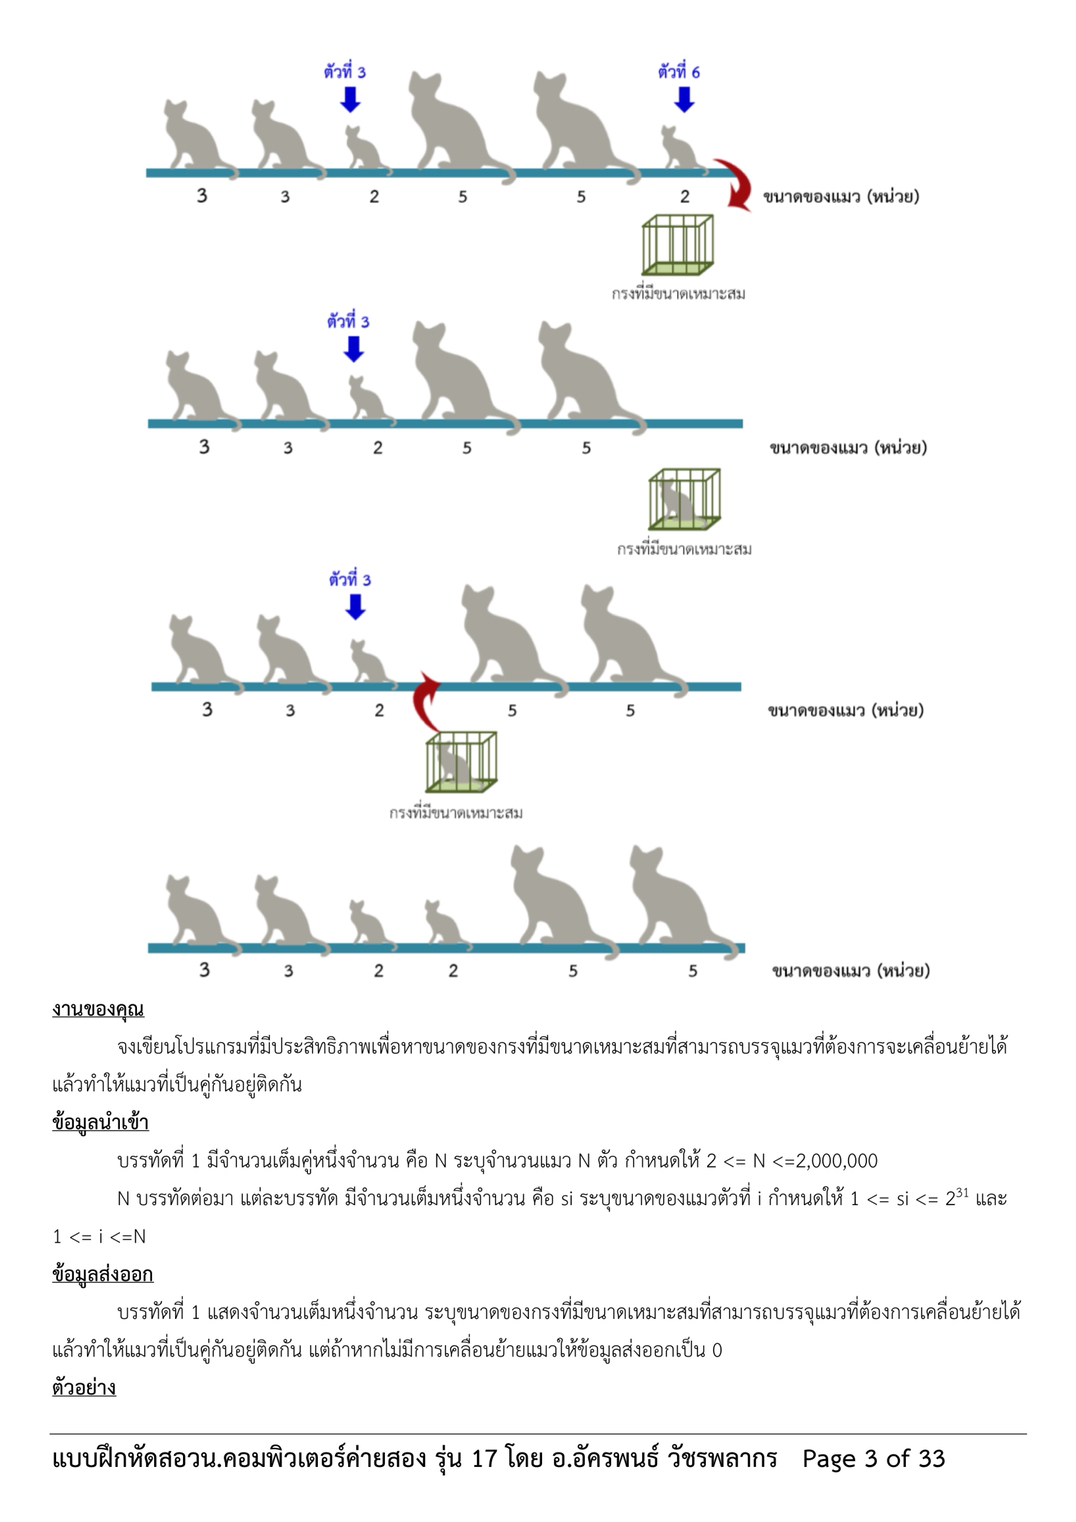 ตัวที่ 3 ตัวที่ 6
3 3 2 5 5 2 ขนาดของแมว (หน่วย)
กรงที่มีขนาดเหมาะสม
ตัวที่ 3
3 3 2 5 5 ขนาดของแมว (หน่วย)
กรงที่มีขนาดเหมาะสม
ตัวที่ 3
3 3 2 5 5 ขนาดของแมว (หน่วย)
กรงที่มีขนาดเหมาะสม
3 3 2 2 5 5 ขนาดของแมว (หน่วย)
งานของคุณ
จงเขียนโปรแกรมที่มีประสิทธิภาพเพื่อหาขนาดของกรงที่มีขนาดเหมาะสมที่สามารถบรรจุแมวที่ต้องการจะเคลื่อนย้ายได้
แล้วทำให้แมวที่เป็นคู่กันอยู่ติดกัน
ข้อมูลนำเข้า
บรรทัดที่ 1 มีจำนวนเต็มคู่หนึ่งจำนวน คือ N ระบุจำนวนแมว N ตัว กำหนดให้ 2 <= N <=2,000,000
N บรรทัดต่อมา แต่ละบรรทัด มีจำนวนเต็มหนึ่งจำนวน คือ si ระบุขนาดของแมวตัวที่ i กำหนดให้ 1 <= si <= 2³¹ และ
1 <= i <=N
ข้อมูลส่งออก
บรรทัดที่ 1 แสดงจำนวนเต็มหนึ่งจำนวน ระบุขนาดของกรงที่มีขนาดเหมาะสมที่สามารถบรรจุแมวที่ต้องการเคลื่อนย้ายได้
แล้วทำให้แมวที่เป็นคู่กันอยู่ติดกัน แต่ถ้าหากไม่มีการเคลื่อนย้ายแมวให้ข้อมูลส่งออกเป็น 0
ตัวอย่าง
แบบฝึกหัดสอวน.คอมพิวเตอร์ค่ายสอง รุ่น 17 โดย อ.อัครพนธ์ วัชรพลากร Page 3 of 33